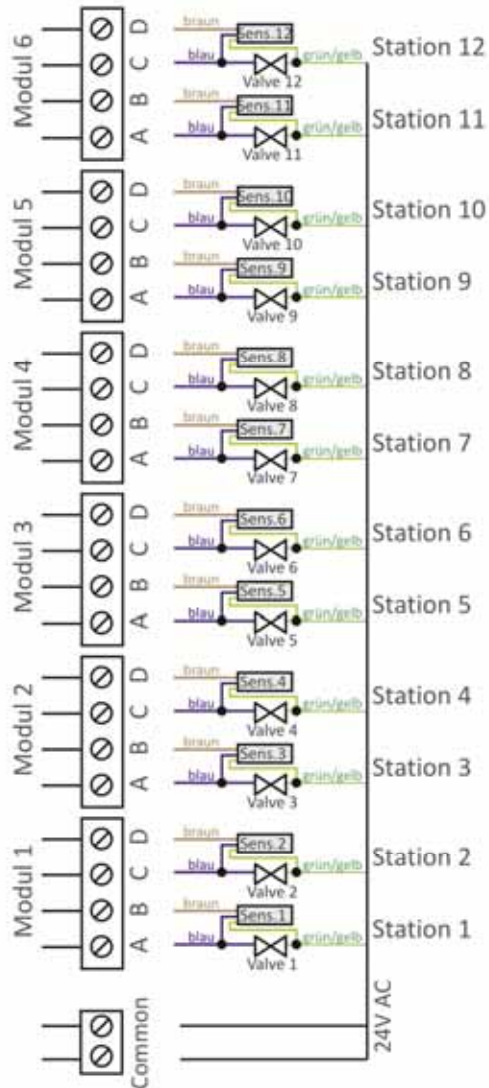 Modul 6
D
braun
Sens.12
Station 12
C
blau
grün/gelb
Valve 12
B
braun
Sens.11
Station 11
A
blau
grün/gelb
Valve 11
Modul 5
D
braun
Sens.10
Station 10
C
blau
grün/gelb
Valve 10
B
braun
Sens.9
Station 9
A
blau
grün/gelb
Valve 9
Modul 4
D
braun
Sens.8
Station 8
C
blau
grün/gelb
Valve 8
B
braun
Sens.7
Station 7
A
blau
grün/gelb
Valve 7
Modul 3
D
braun
Sens.6
Station 6
C
blau
grün/gelb
Valve 6
B
braun
Sens.5
Station 5
A
blau
grün/gelb
Valve 5
Modul 2
D
braun
Sens.4
Station 4
C
blau
grün/gelb
Valve 4
B
braun
Sens.3
Station 3
A
blau
grün/gelb
Valve 3
Modul 1
D
braun
Sens.2
Station 2
C
blau
grün/gelb
Valve 2
B
braun
Sens.1
Station 1
A
blau
grün/gelb
Valve 1
Common
24V AC